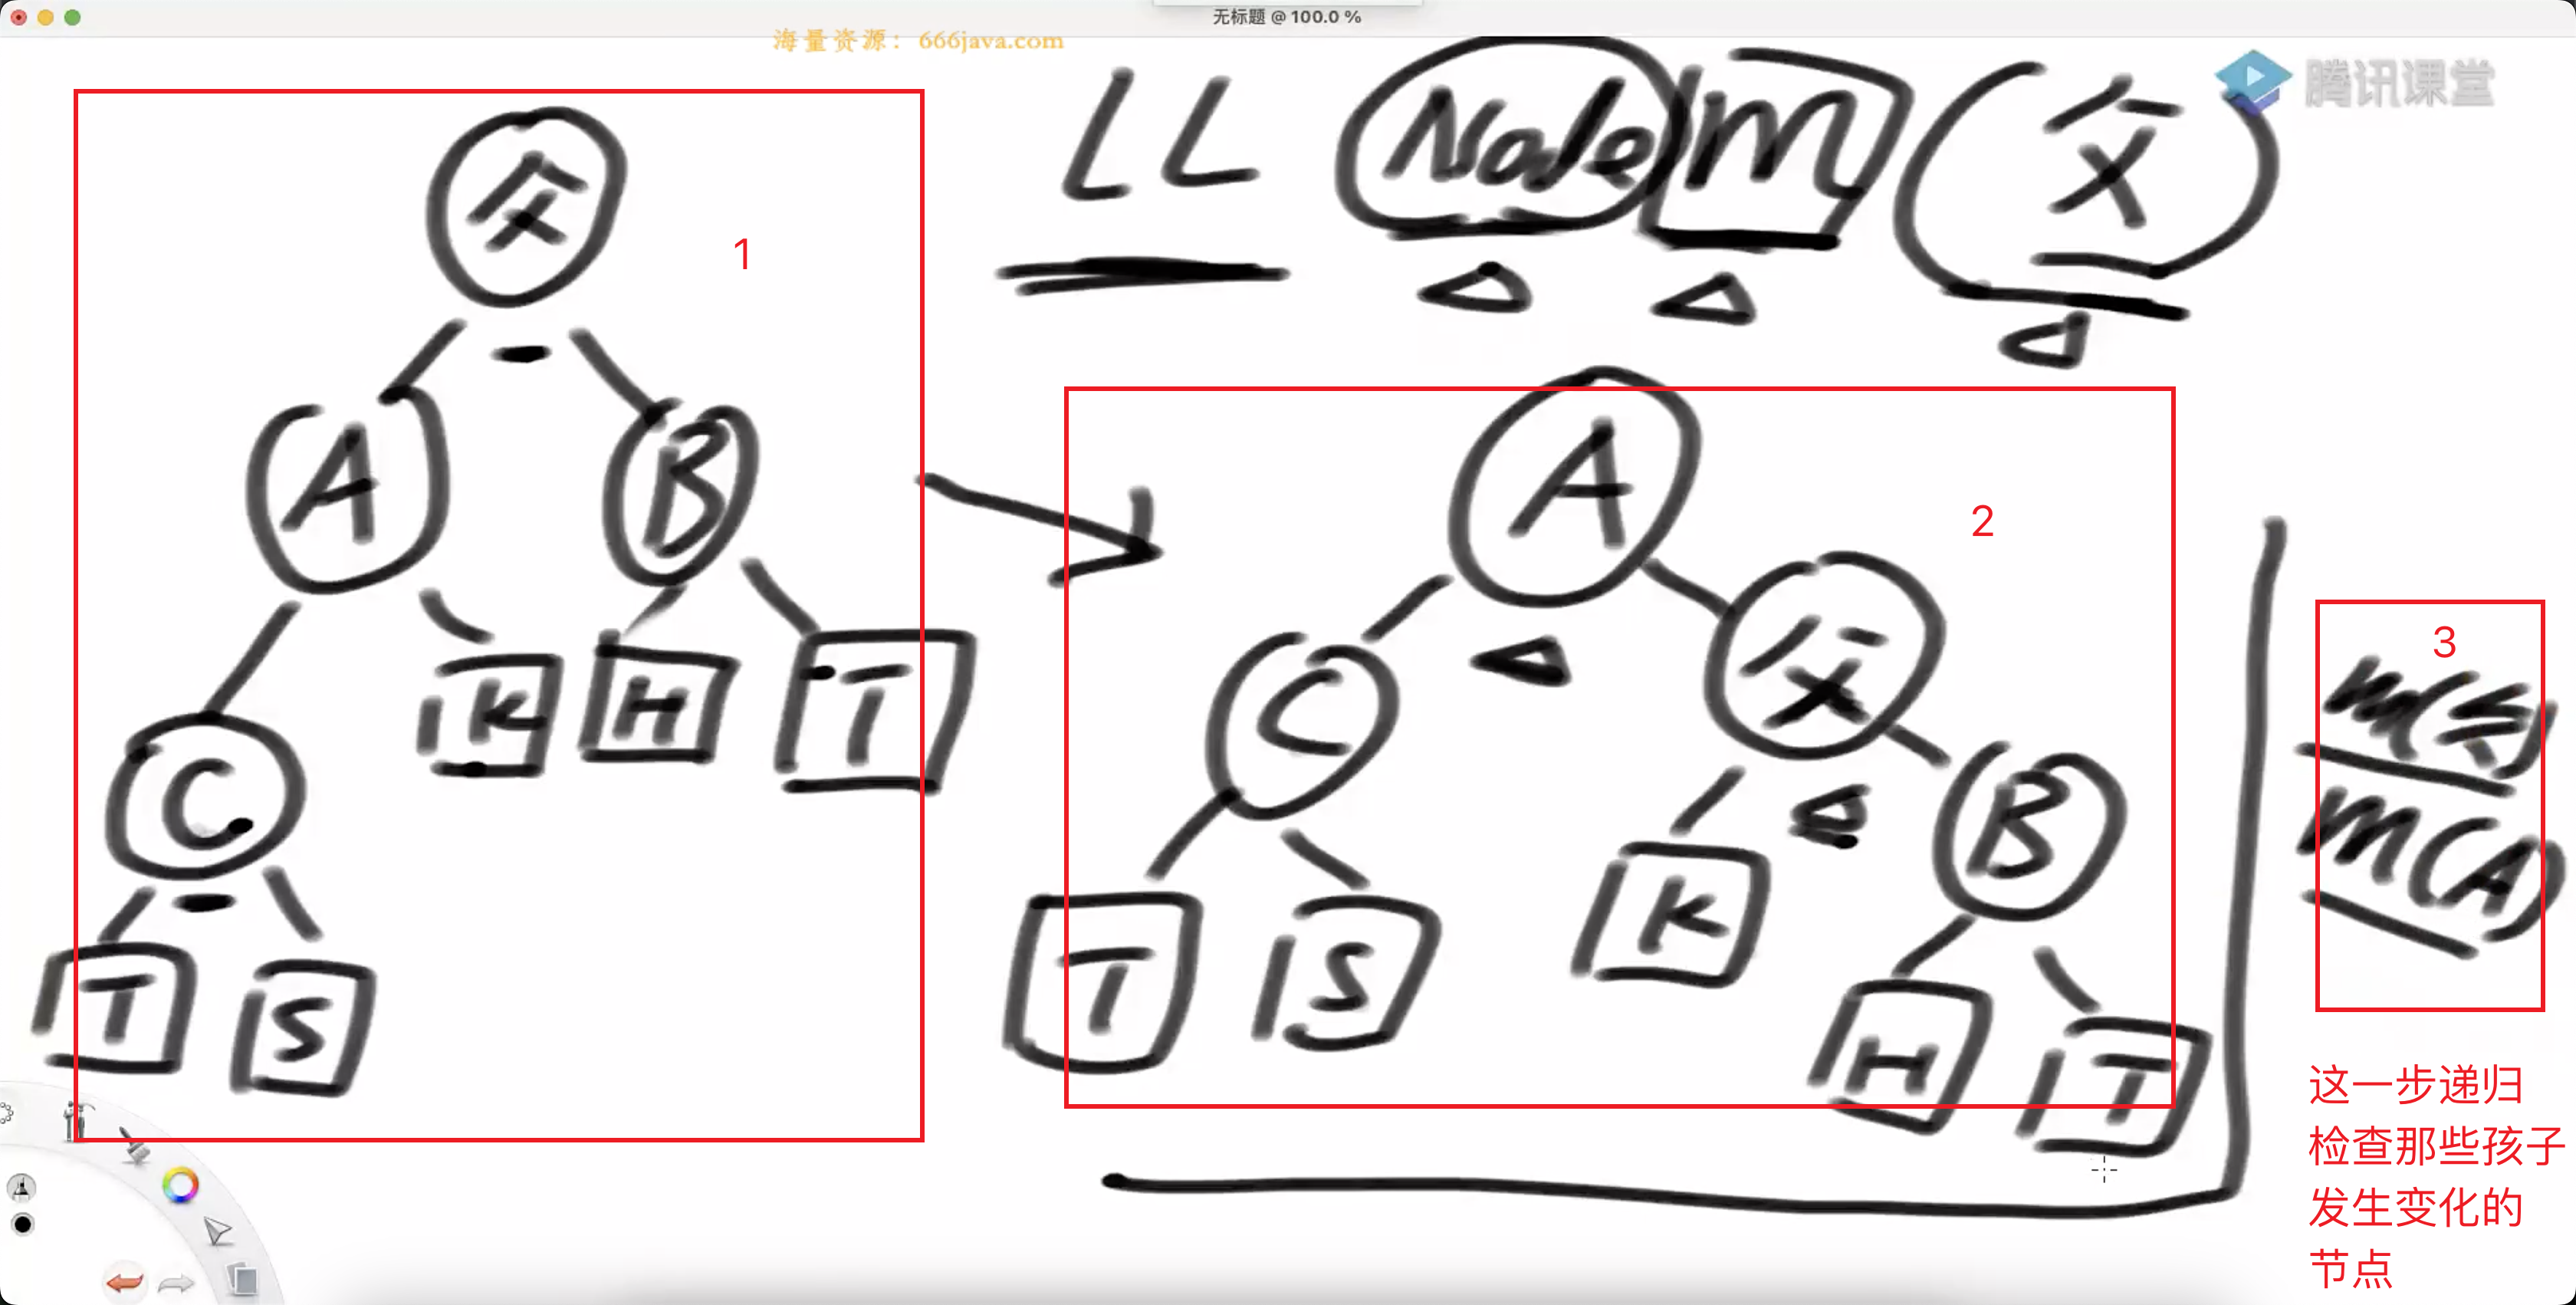 无标题 @ 100.0 %
海量资源：666java.com
腾讯课堂
LL Node m 父
父
1
A B
C K H T
T S
A
2
C 父
T S K B
H T
3
m(父)
m(A)
这一步递归
检查那些孩子
发生变化的
节点